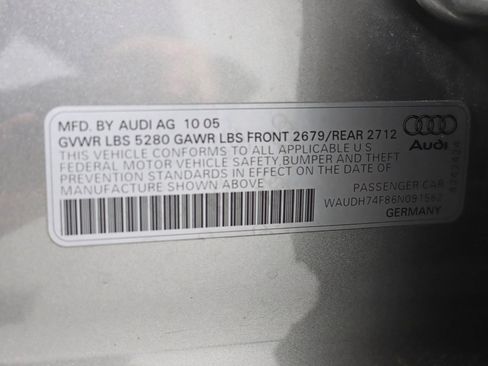 MFD. BY AUDI AG 10 05
GVWR LBS 5280 GAWR LBS FRONT 2679/REAR 2712
THIS VEHICLE CONFORMS TO ALL APPLICABLE U S
FEDERAL MOTOR VEHICLE SAFETY, BUMPER AND THEFT
PREVENTION STANDARDS IN EFFECT ON THE DATE OF
MANUFACTURE SHOWN ABOVE
Audi
PASSENGER CAR
WAUDH74F86N091562
GERMANY